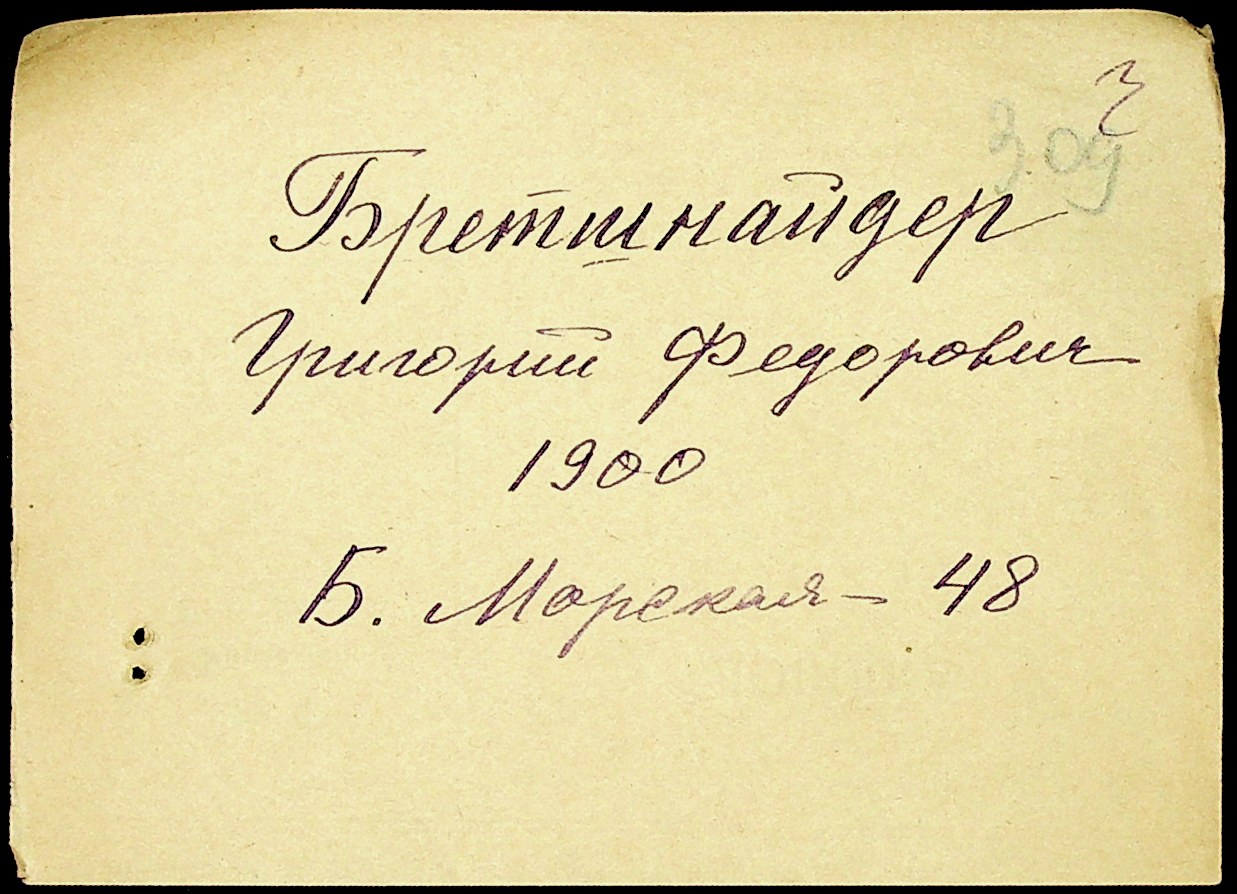 309
Бретшнайдер
Григорий Федорович
1900
Б. Морская - 48